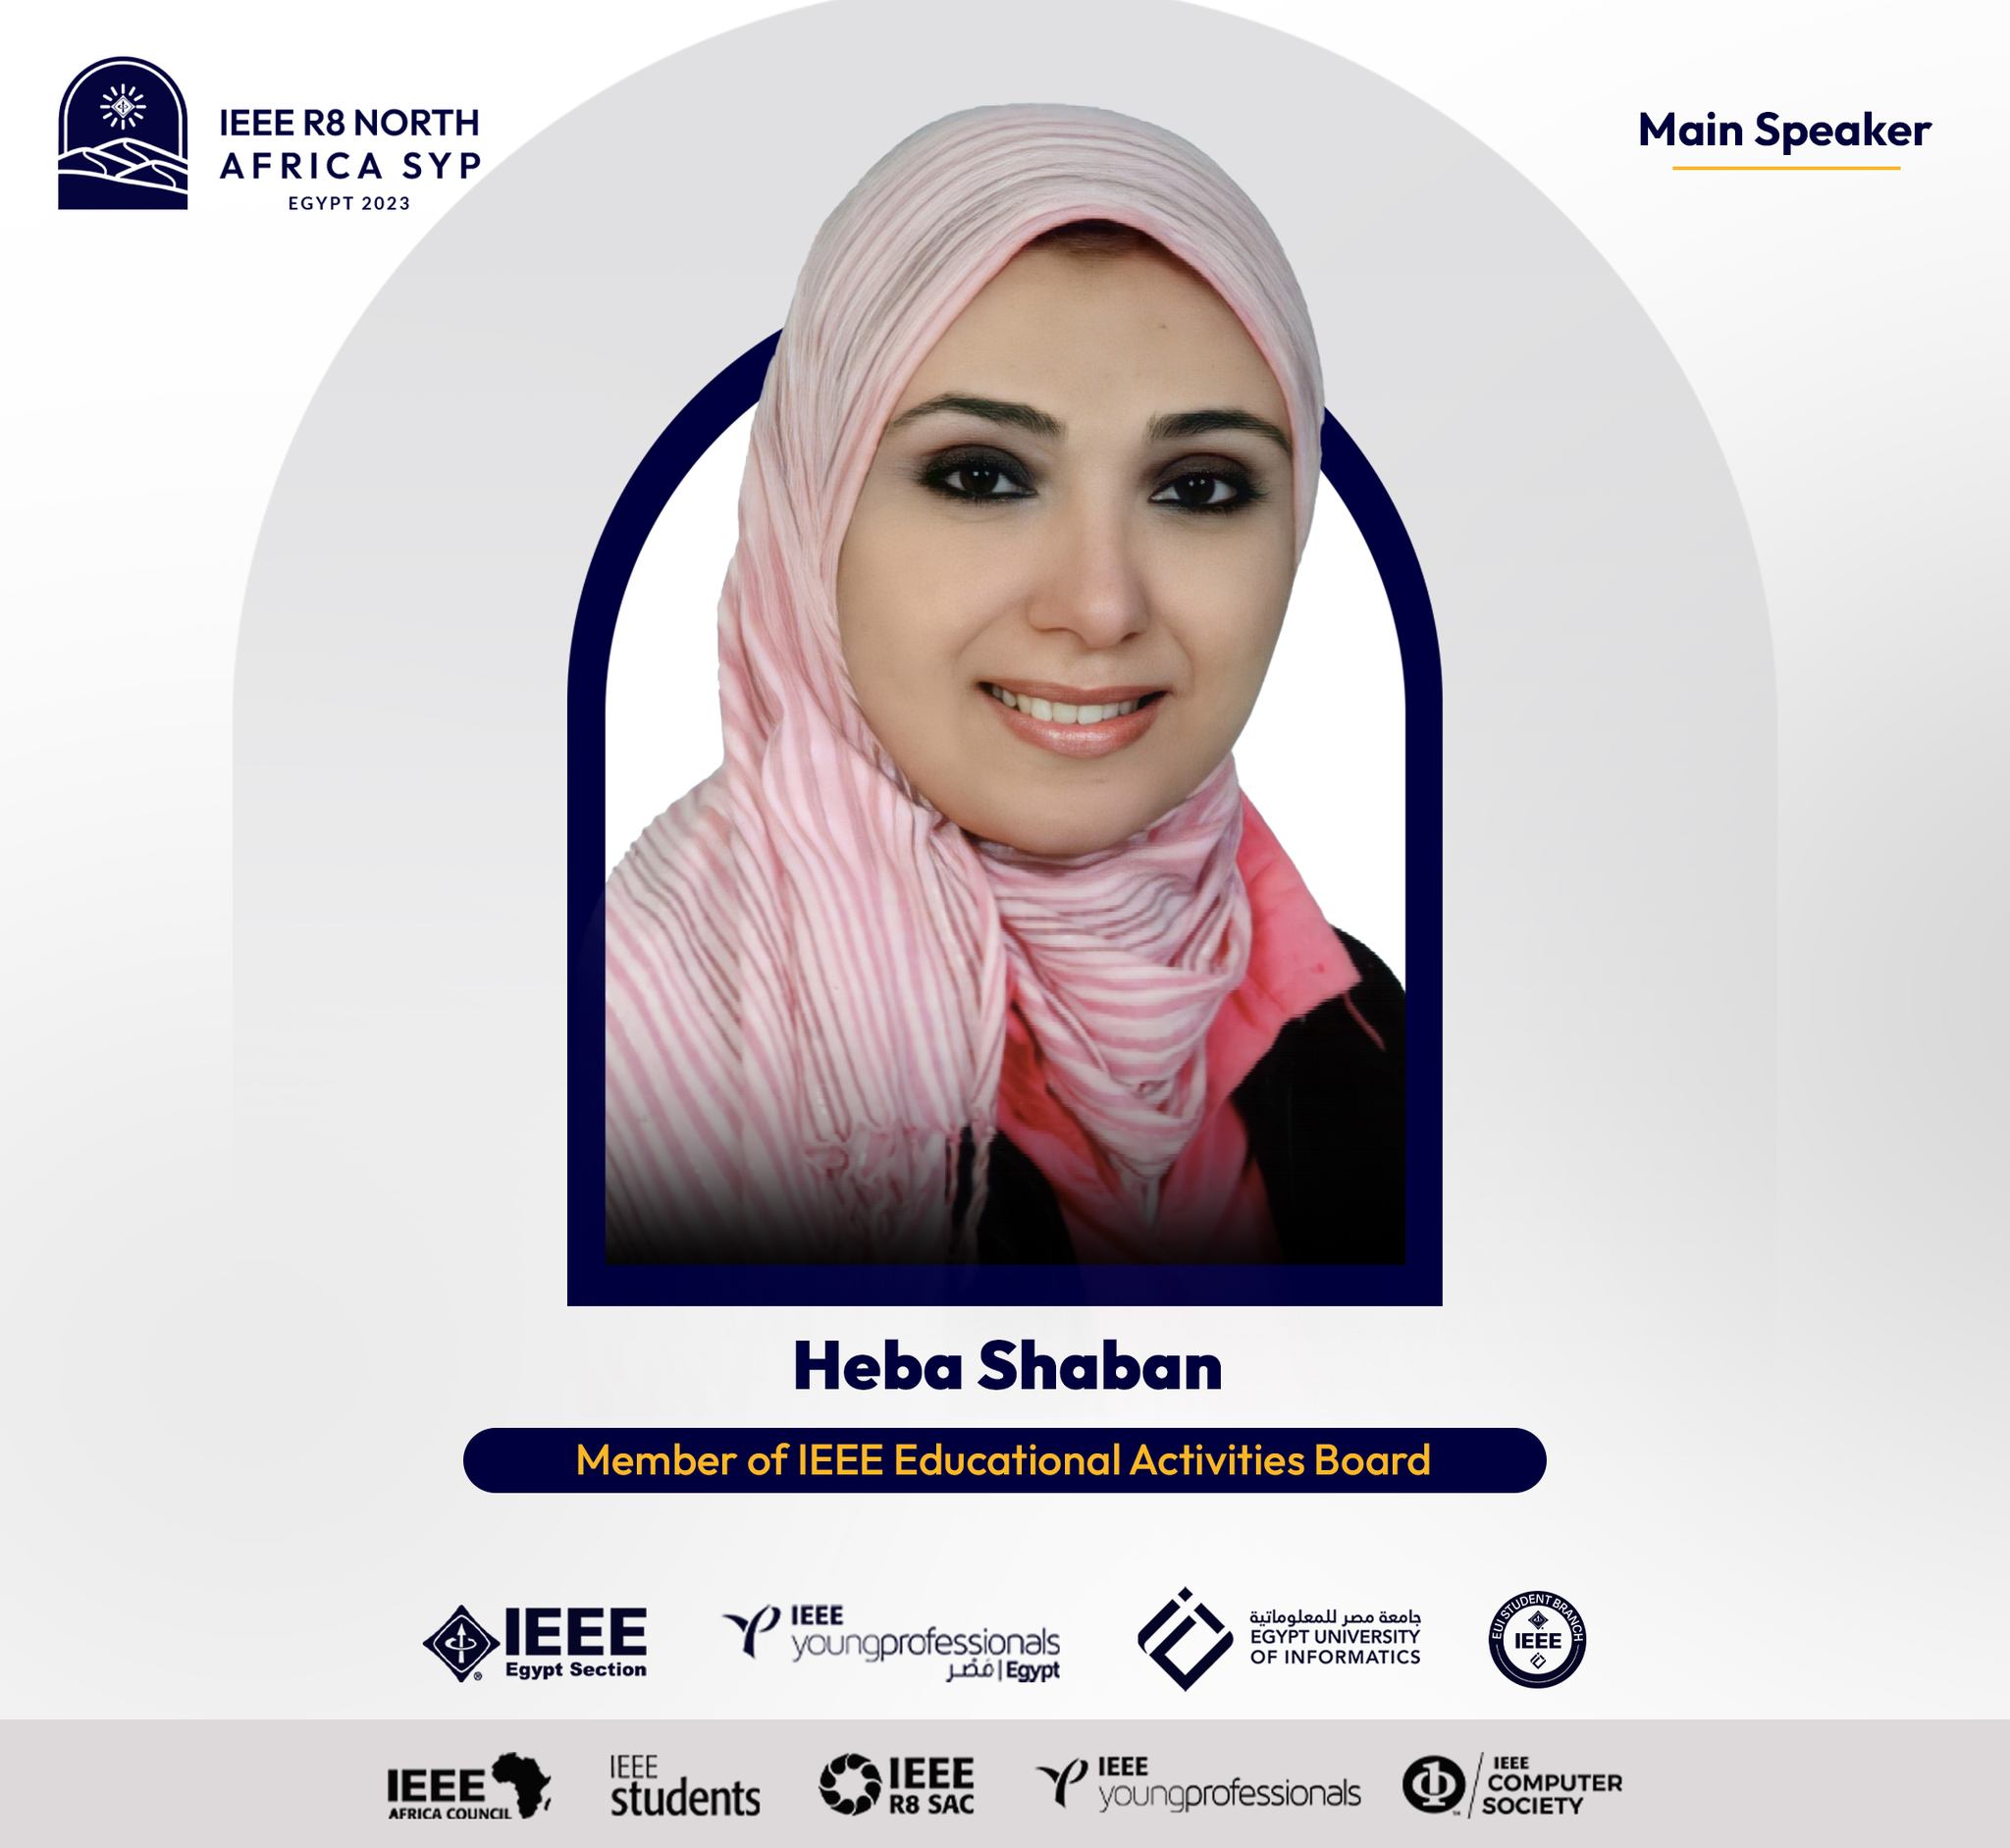 IEEE R8 NORTH
AFRICA SYP
EGYPT 2023
Main Speaker
Heba Shaban
Member of IEEE Educational Activities Board
IEEE
Egypt Section
IEEE
youngprofessionals
مَصْر | Egypt
جامعة مصر للمعلوماتية
EGYPT UNIVERSITY
OF INFORMATICS
EUI STUDENT BRANCH
IEEE
IEEE
AFRICA COUNCIL
IEEE
students
IEEE
R8 SAC
IEEE
youngprofessionals
IEEE
COMPUTER
SOCIETY